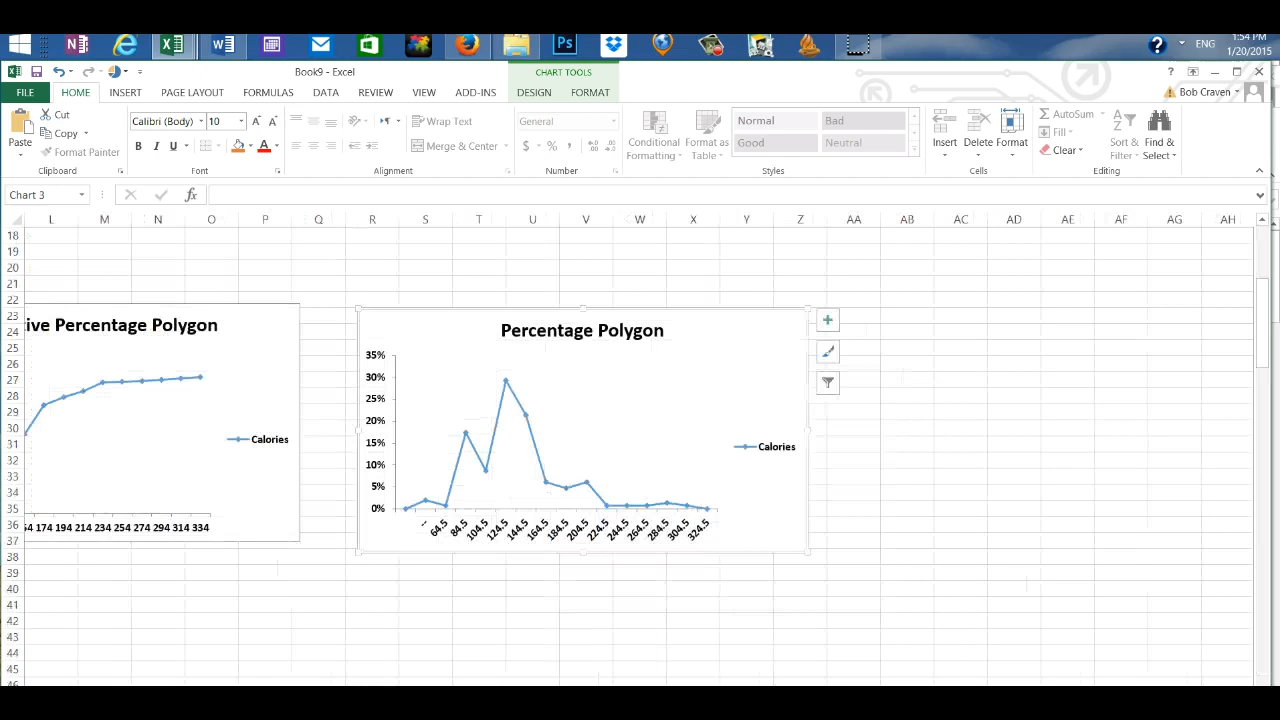 1:54 PM
ENG
1/20/2015
Book9 - Excel
CHART TOOLS
?
FILE HOME INSERT PAGE LAYOUT FORMULAS DATA REVIEW VIEW ADD-INS DESIGN FORMAT
Bob Craven
Paste
Cut
Copy
Format Painter
Clipboard
Calibri (Body) 10
B I U
Font
Wrap Text
Merge & Center
Alignment
General
$ % ,
Number
Conditional Formatting
Format as Table
Normal Bad
Good Neutral
Styles
Insert Delete Format
Cells
AutoSum
Fill
Clear
Sort & Filter
Find & Select
Editing
Chart 3
fx
L M N O P Q R S T U V W X Y Z AA AB AC AD AE AF AG AH
18
19
20
21
22
23
24
25
26
27
28
29
30
31
32
33
34
35
36
37
38
39
40
41
42
43
44
45
ive Percentage Polygon
Calories
174 194 214 234 254 274 294 314 334
Percentage Polygon
35%
30%
25%
20%
15%
10%
5%
0%
Calories
-- 64.5 84.5 104.5 124.5 144.5 164.5 184.5 204.5 224.5 244.5 264.5 284.5 304.5 324.5